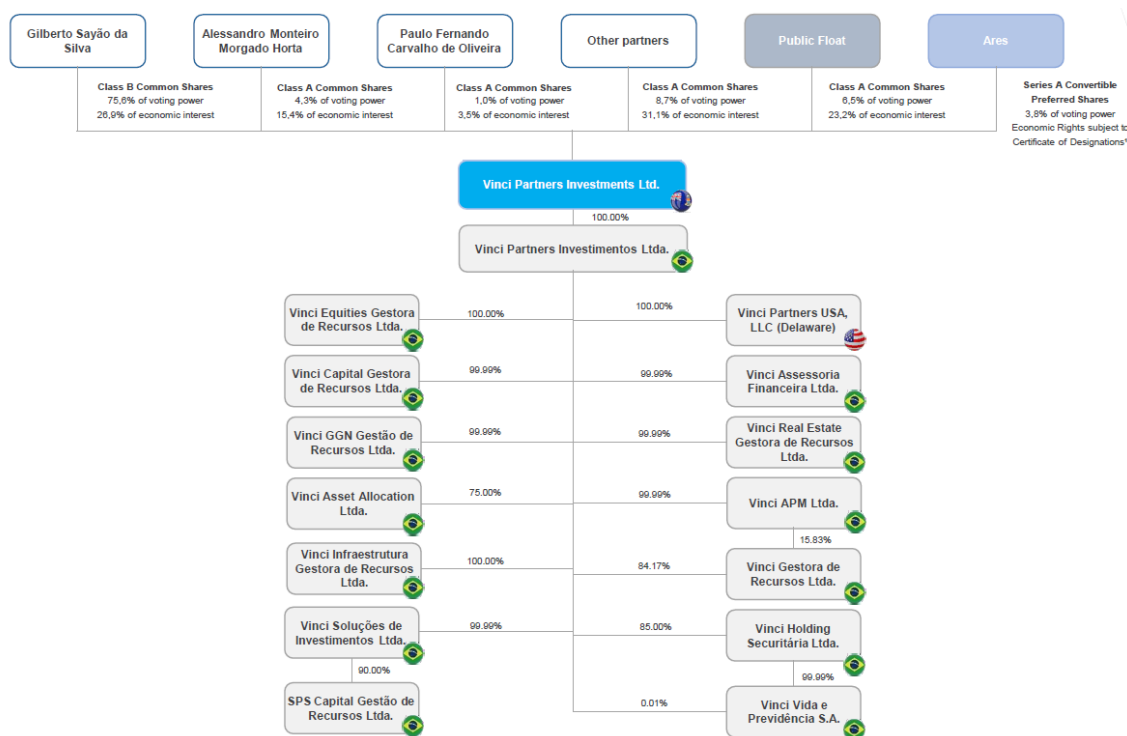 Gilberto Sayão da
Silva
Alessandro Monteiro
Morgado Horta
Paulo Fernando
Carvalho de Oliveira
Other partners
Public Float
Ares
Class B Common Shares
75,6% of voting power
26,9% of economic interest
Class A Common Shares
4,3% of voting power
15,4% of economic interest
Class A Common Shares
1,0% of voting power
3,5% of economic interest
Class A Common Shares
8,7% of voting power
31,1% of economic interest
Class A Common Shares
6,5% of voting power
23,2% of economic interest
Series A Convertible
Preferred Shares
3,8% of voting power
Economic Rights subject to
Certificate of Designations
Vinci Partners Investments Ltd.
100.00%
Vinci Partners Investimentos Ltda.
Vinci Equities Gestora
de Recursos Ltda.
100.00%
100.00%
Vinci Partners USA,
LLC (Delaware)
Vinci Capital Gestora
de Recursos Ltda.
99.99%
99.99%
Vinci Assessoria
Financeira Ltda.
Vinci GGN Gestão de
Recursos Ltda.
99.99%
99.99%
Vinci Real Estate
Gestora de Recursos
Ltda.
Vinci Asset Allocation
Ltda.
75.00%
99.99%
Vinci APM Ltda.
15.83%
Vinci Infraestrutura
Gestora de Recursos
Ltda.
100.00%
84.17%
Vinci Gestora de
Recursos Ltda.
Vinci Soluções de
Investimentos Ltda.
99.99%
85.00%
Vinci Holding
Securitária Ltda.
90.00%
99.99%
SPS Capital Gestão de
Recursos Ltda.
0.01%
Vinci Vida e
Previdência S.A.